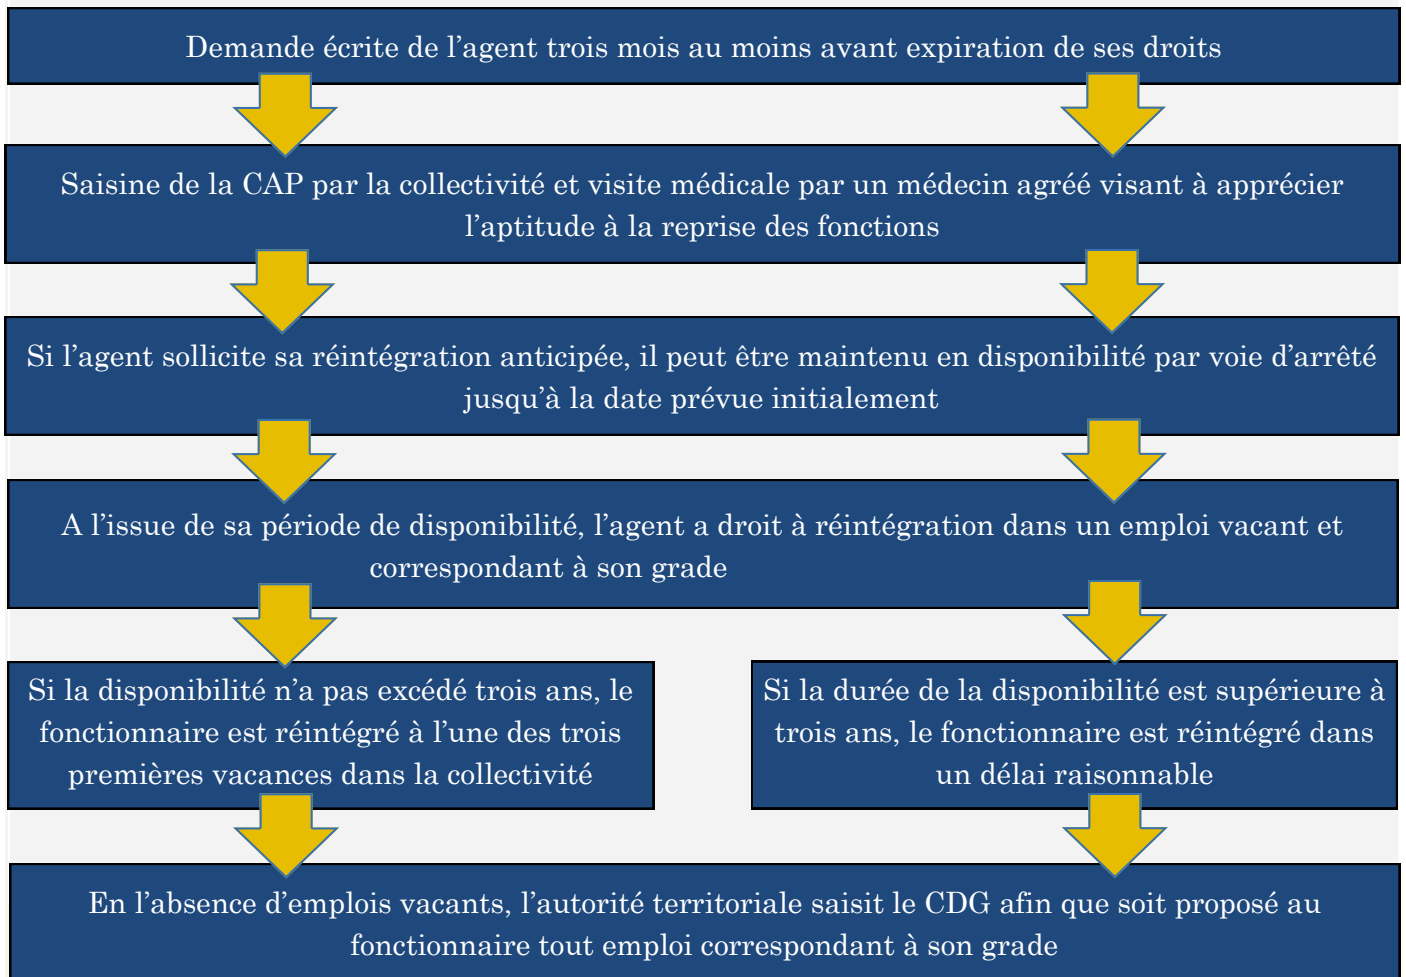 Demande écrite de l’agent trois mois au moins avant expiration de ses droits
Saisine de la CAP par la collectivité et visite médicale par un médecin agréé visant à apprécier
l’aptitude à la reprise des fonctions
Si l’agent sollicite sa réintégration anticipée, il peut être maintenu en disponibilité par voie d’arrêté
jusqu’à la date prévue initialement
A l’issue de sa période de disponibilité, l’agent a droit à réintégration dans un emploi vacant et
correspondant à son grade
Si la disponibilité n’a pas excédé trois ans, le
fonctionnaire est réintégré à l’une des trois
premières vacances dans la collectivité
Si la durée de la disponibilité est supérieure à
trois ans, le fonctionnaire est réintégré dans
un délai raisonnable
En l’absence d’emplois vacants, l’autorité territoriale saisit le CDG afin que soit proposé au
fonctionnaire tout emploi correspondant à son grade